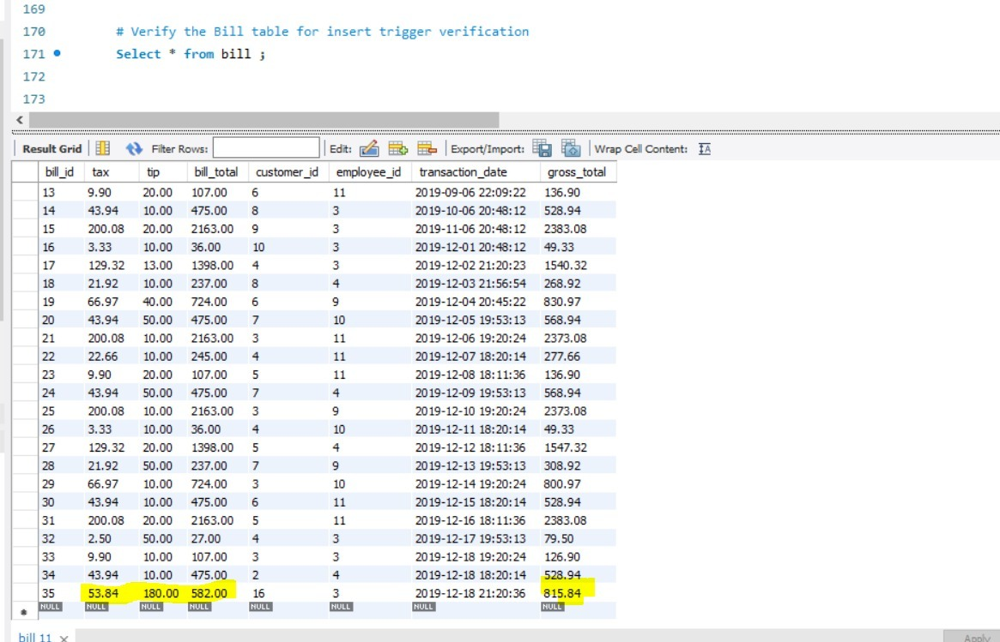 169
170 # Verify the Bill table for insert trigger verification
171 Select * from bill ;
172
173
Result Grid Filter Rows: Edit: Export/Import: Wrap Cell Content:
bill_id tax tip bill_total customer_id employee_id transaction_date gross_total
13 9.90 20.00 107.00 6 11 2019-09-06 22:09:22 136.90
14 43.94 10.00 475.00 8 3 2019-10-06 20:48:12 528.94
15 200.08 20.00 2163.00 9 3 2019-11-06 20:48:12 2383.08
16 3.33 10.00 36.00 10 3 2019-12-01 20:48:12 49.33
17 129.32 13.00 1398.00 4 3 2019-12-02 21:20:23 1540.32
18 21.92 10.00 237.00 8 4 2019-12-03 21:56:54 268.92
19 66.97 40.00 724.00 6 9 2019-12-04 20:45:22 830.97
20 43.94 50.00 475.00 7 10 2019-12-05 19:53:13 568.94
21 200.08 10.00 2163.00 3 11 2019-12-06 19:20:24 2373.08
22 22.66 10.00 245.00 4 11 2019-12-07 18:20:14 277.66
23 9.90 20.00 107.00 5 11 2019-12-08 18:11:36 136.90
24 43.94 50.00 475.00 7 4 2019-12-09 19:53:13 568.94
25 200.08 10.00 2163.00 3 9 2019-12-10 19:20:24 2373.08
26 3.33 10.00 36.00 4 10 2019-12-11 18:20:14 49.33
27 129.32 20.00 1398.00 5 4 2019-12-12 18:11:36 1547.32
28 21.92 50.00 237.00 7 9 2019-12-13 19:53:13 308.92
29 66.97 10.00 724.00 3 10 2019-12-14 19:20:24 800.97
30 43.94 10.00 475.00 6 11 2019-12-15 18:20:14 528.94
31 200.08 20.00 2163.00 5 11 2019-12-16 18:11:36 2383.08
32 2.50 50.00 27.00 4 3 2019-12-17 19:53:13 79.50
33 9.90 10.00 107.00 3 3 2019-12-18 19:20:24 126.90
34 43.94 10.00 475.00 2 4 2019-12-18 18:20:14 528.94
35 53.84 180.00 582.00 16 3 2019-12-18 21:20:36 815.84
NULL NULL NULL NULL NULL NULL NULL NULL
bill 11 Apply